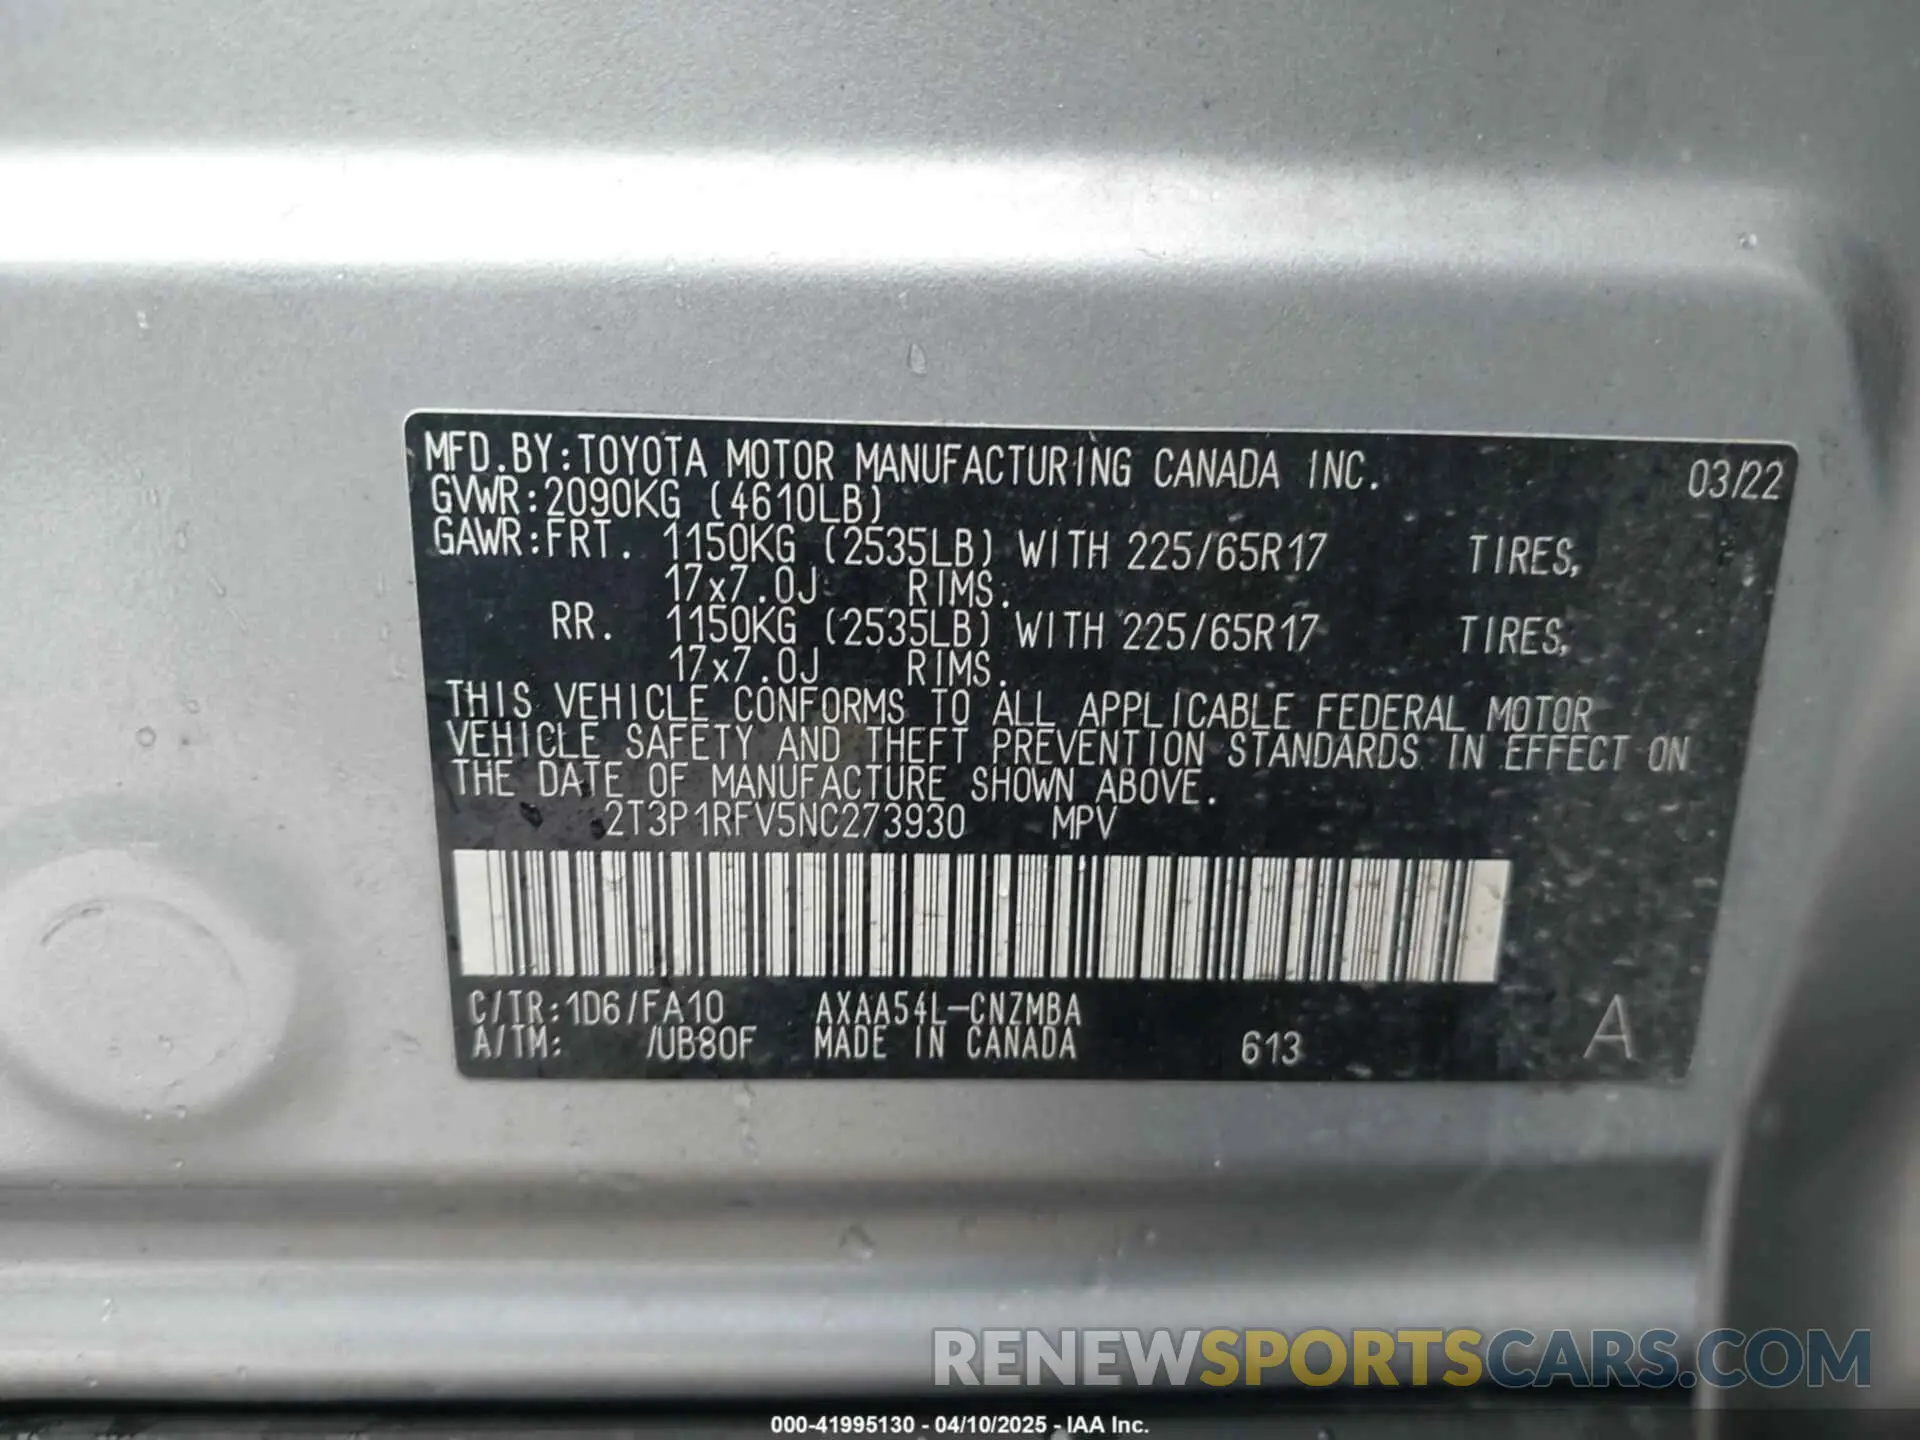 MFD.BY:TOYOTA MOTOR MANUFACTURING CANADA INC. 03/22
GVWR:2090KG (4610LB)
GAWR:FRT. 1150KG (2535LB) WITH 225/65R17 TIRES,
17x7.0J RIMS.
RR. 1150KG (2535LB) WITH 225/65R17 TIRES,
17x7.0J RIMS.
THIS VEHICLE CONFORMS TO ALL APPLICABLE FEDERAL MOTOR
VEHICLE SAFETY AND THEFT PREVENTION STANDARDS IN EFFECT ON
THE DATE OF MANUFACTURE SHOWN ABOVE.
2T3P1RFV5NC273930 MPV
C/TR:1D6/FA10 AXAA54L-CNZMBA
A/TM: /UB80F MADE IN CANADA 613 A
RENEWSPORTSCARS.COM
000-41995130 - 04/10/2025 - IAA Inc.